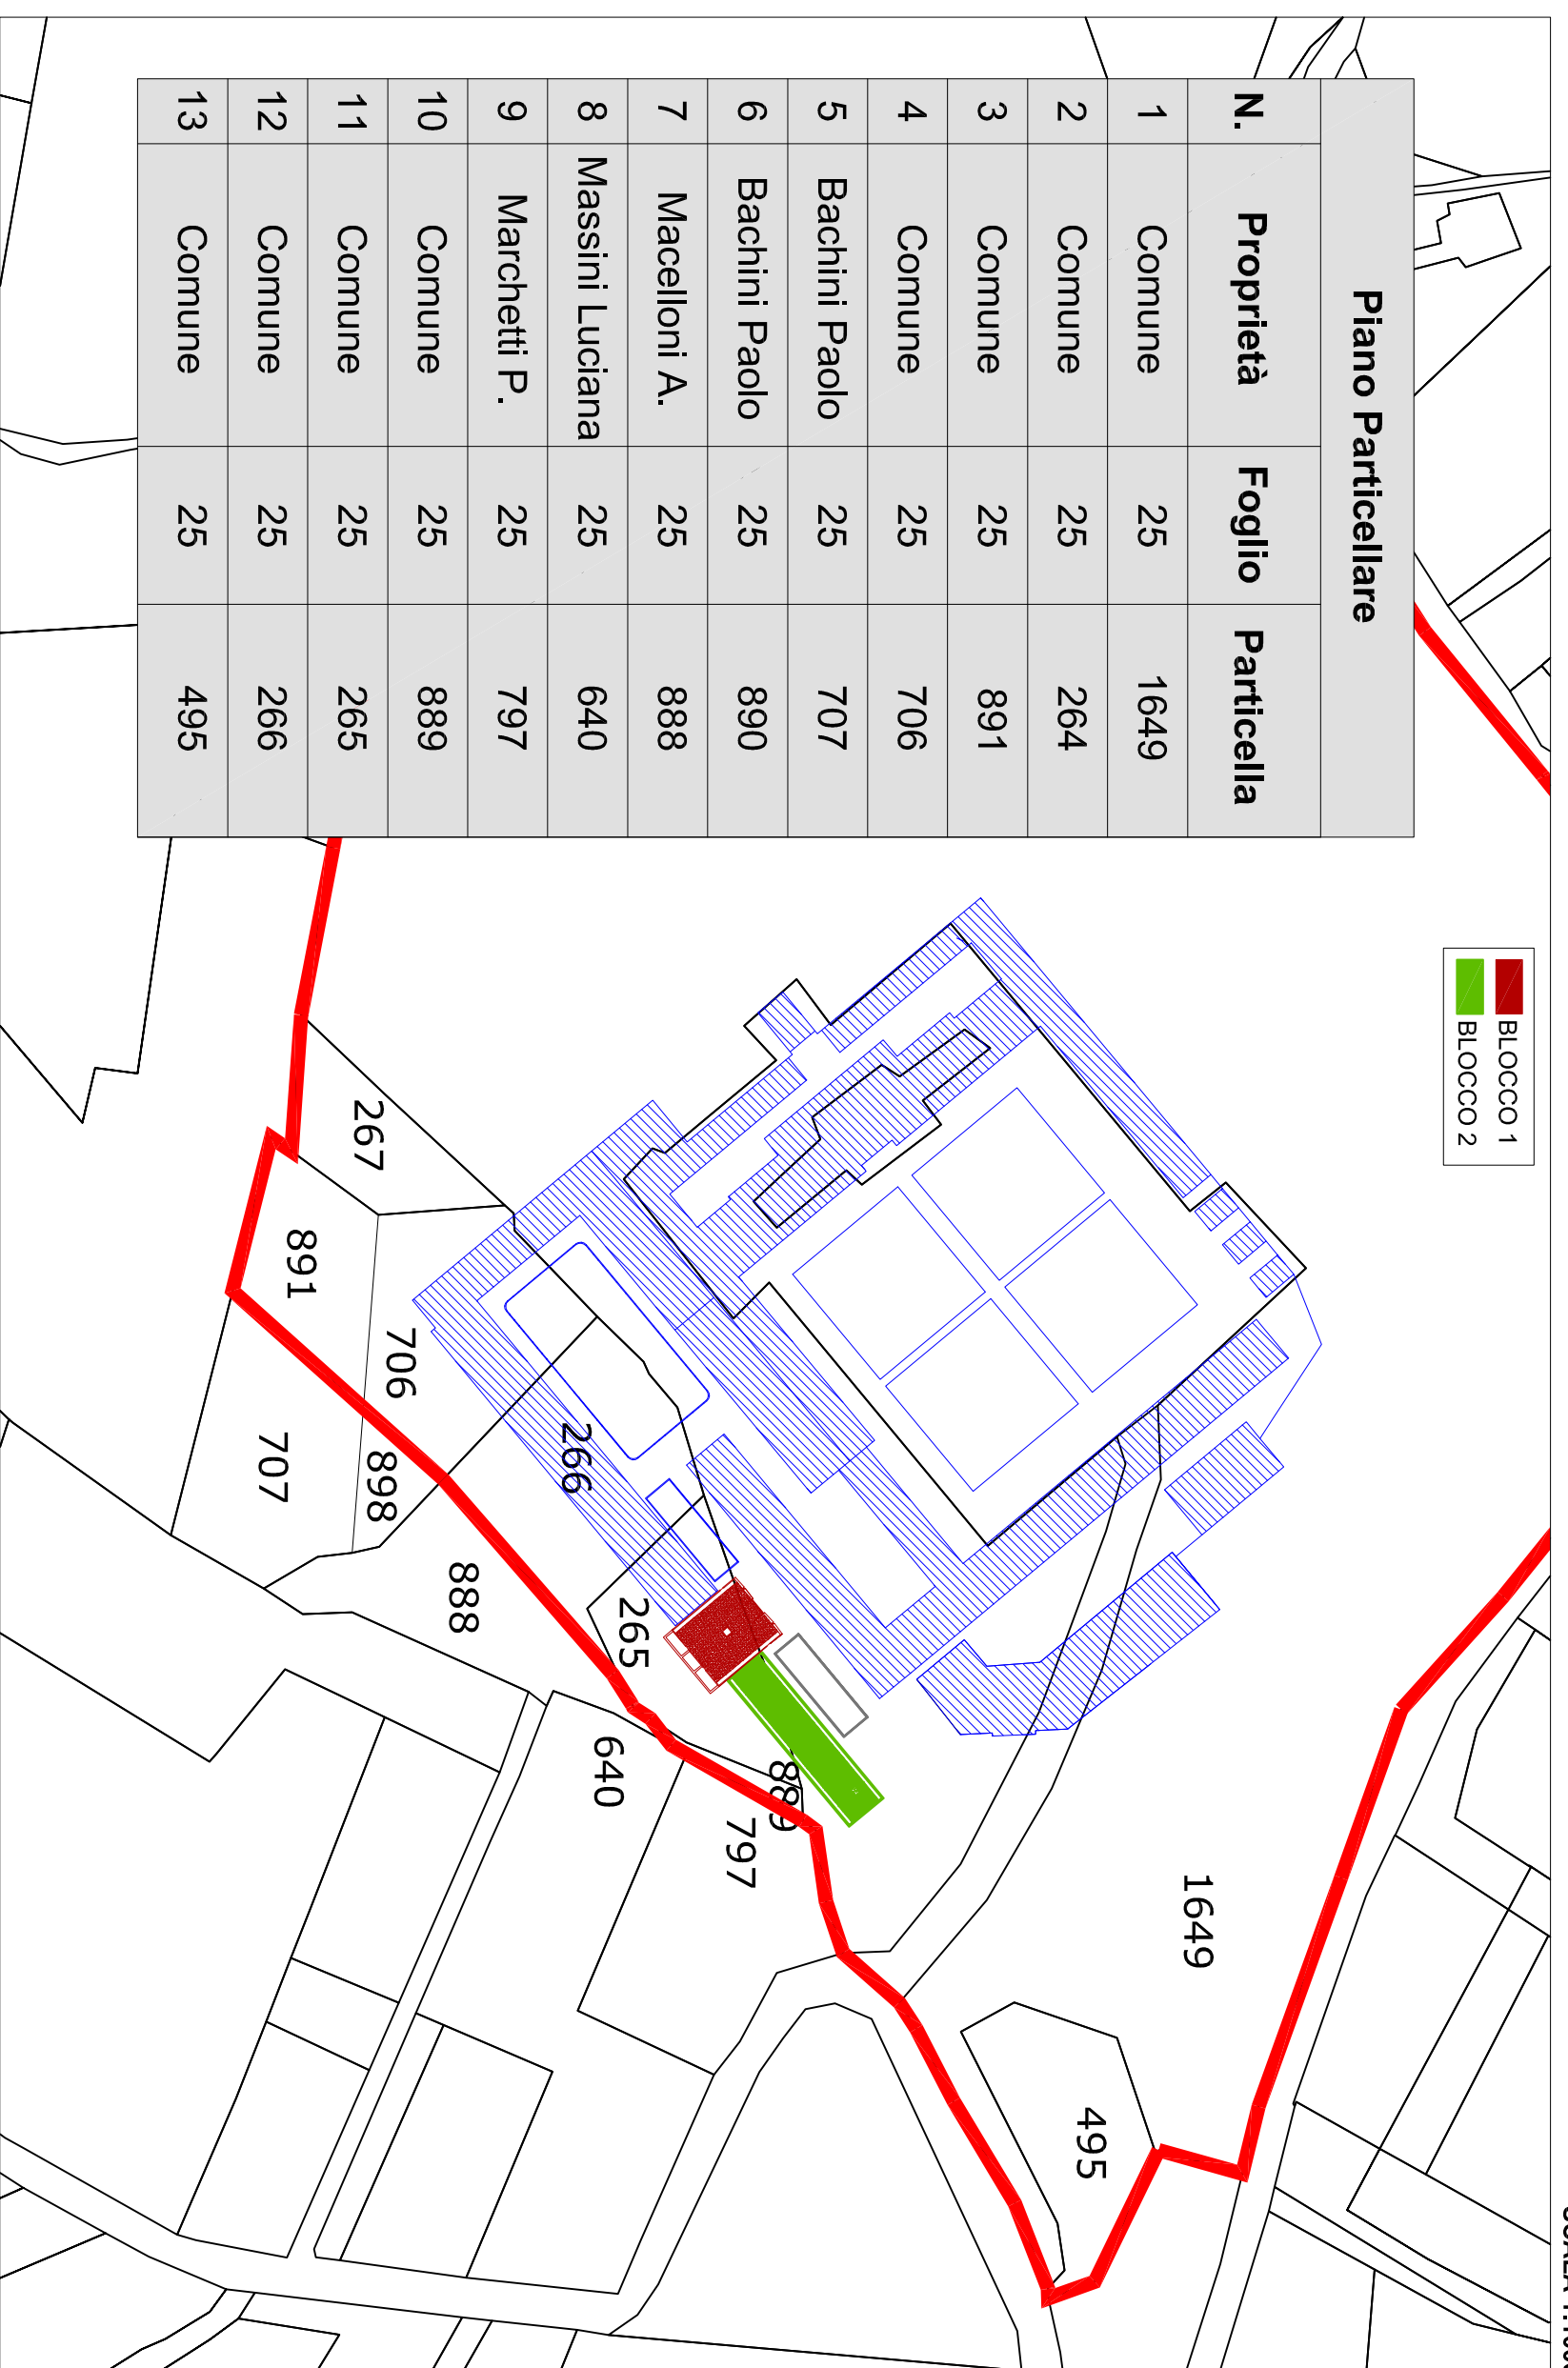 Piano Particellare
N. Proprietà Foglio Particella
1 Comune 25 1649
2 Comune 25 264
3 Comune 25 891
4 Comune 25 706
5 Bachini Paolo 25 707
6 Bachini Paolo 25 890
7 Macelloni A. 25 888
8 Massini Luciana 25 640
9 Marchetti P. 25 797
10 Comune 25 889
11 Comune 25 265
12 Comune 25 266
13 Comune 25 495
BLOCCO 1
BLOCCO 2
1649
495
889
797
265
640
266
888
706
898
267
891
707